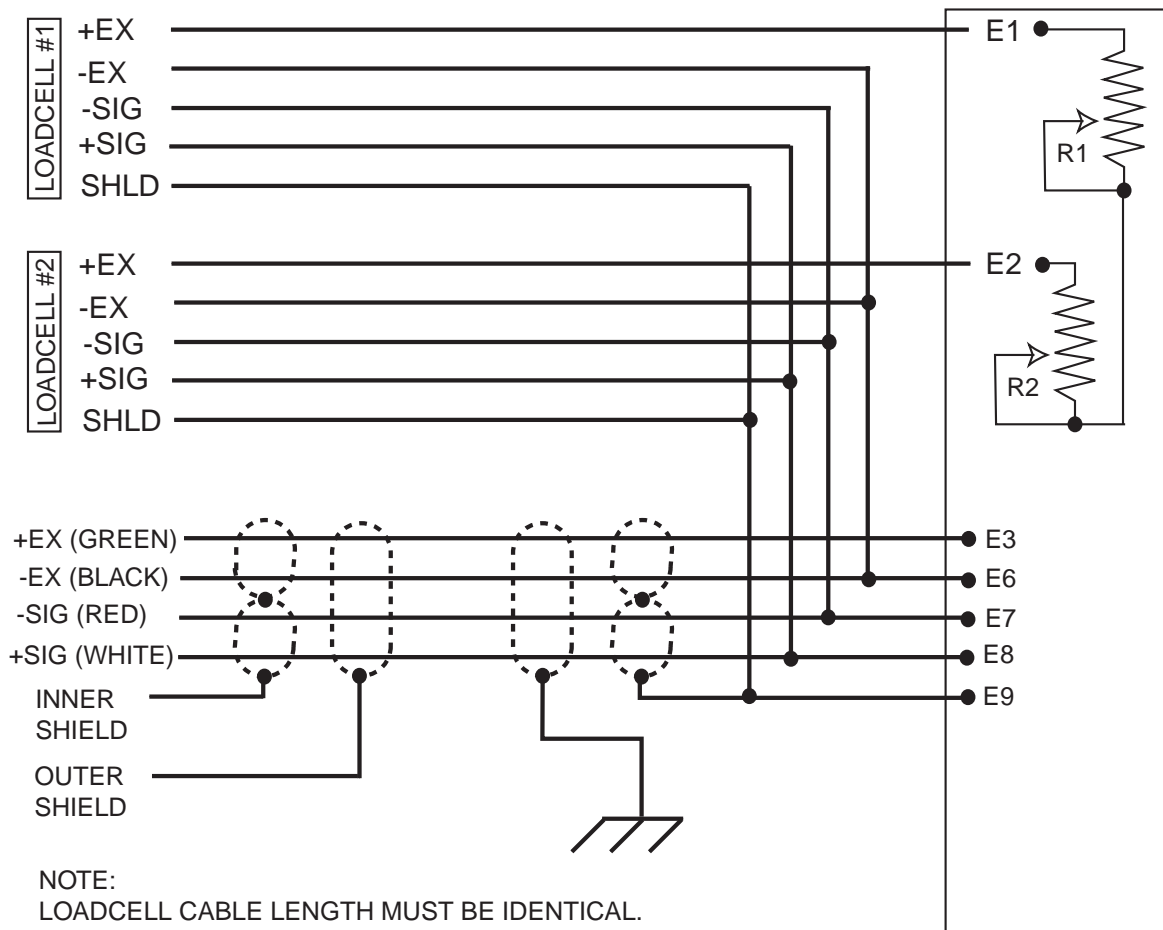 LOADCELL #1
+EX
-EX
-SIG
+SIG
SHLD
E1
R1
LOADCELL #2
+EX
-EX
-SIG
+SIG
SHLD
E2
R2
+EX (GREEN)
-EX (BLACK)
-SIG (RED)
+SIG (WHITE)
INNER
SHIELD
OUTER
SHIELD
E3
E6
E7
E8
E9
NOTE:
LOADCELL CABLE LENGTH MUST BE IDENTICAL.